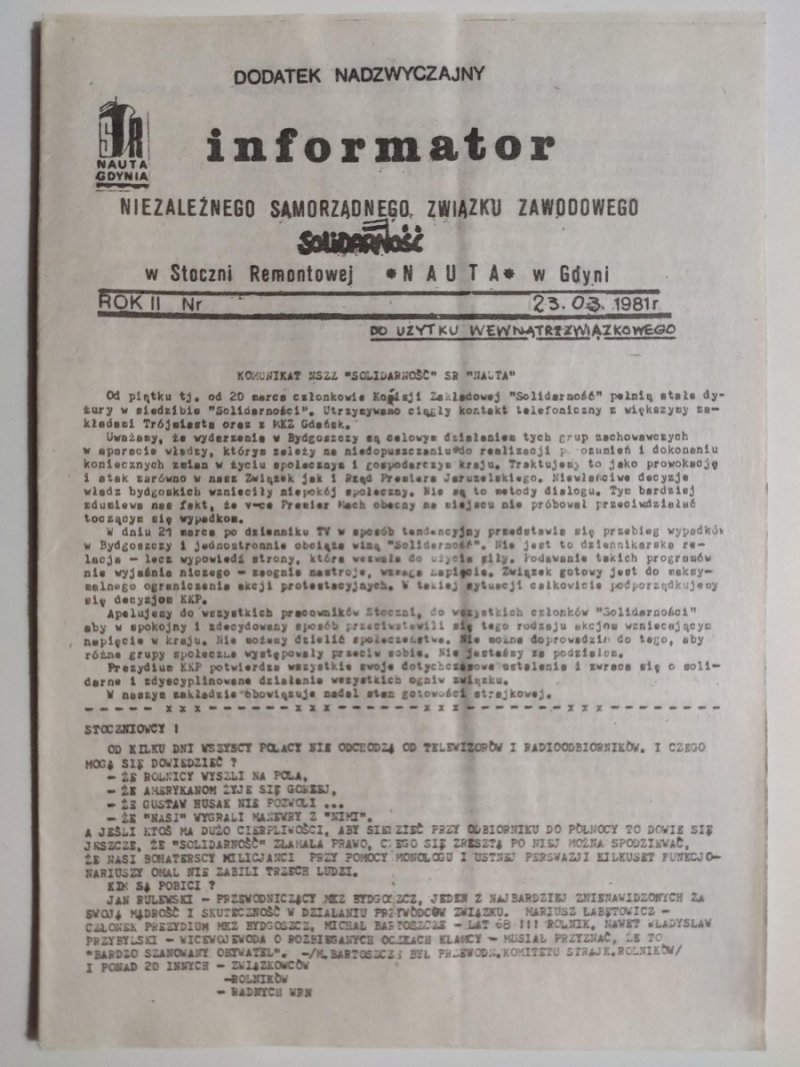 DODATEK NADZWYCZAJNY
SR
NAUTA
GDYNIA
informator
NIEZALEŻNEGO SAMORZĄDNEGO ZWIĄZKU ZAWODOWEGO
SOLIDARNOŚĆ
w Stoczni Remontowej *NAUTA* w Gdyni
ROK II Nr 23.03.1981r.
DO UŻYTKU WEWNĄTRZZWIĄZKOWEGO
KOMUNIKAT NSZZ "SOLIDARNOŚĆ" SR "NAUTA"
Od piątku tj. od 20 marca członkowie Komisji Zakładowej "Solidarność" pełnią stałe dy-
żury w siedzibie "Solidarności". Utrzymywano ciągły kontakt telefoniczny z większymi za-
kładami Trójmiasta oraz z MKZ Gdańsk.
Uważamy, że wydarzenia w Bydgoszczy są celowym działaniem tych grup zachowawczych
w aparacie władzy, którym zależy na niedopuszczaniu do realizacji porozumień i dokonaniu
koniecznych zmian w życiu społecznym i gospodarczym kraju. Traktujemy to jako prowokację
i atak zarówno w nasz Związek jak i Rząd Premiera Jaruzelskiego. Niewłaściwe decyzje
władz bydgoskich wznieciły niepokój społeczny. Nie są to metody dialogu. Tym bardziej
zdumiewa nas fakt, że v-ce Premier Mach obecny na miejscu nie próbował przeciwdziałać
toczącym się wypadkom.
W dniu 21 marca po dzienniku TV w sposób tendencyjny przedstawia się przebieg wypadków
w Bydgoszczy i jednostronnie obciąża winą "Solidarność". Nie jest to dziennikarska re-
lacja - lecz wypowiedź strony, która wezwała do użycia siły. Podawanie takich programów
nie wyjaśnia niczego - zaognia nastroje, wzmaga napięcie. Związek gotowy jest do maksy-
malnego ograniczenia akcji protestacyjnych. W takiej sytuacji całkowicie podporządkujemy
się decyzjom KKP.
Apelujemy do wszystkich pracowników Stoczni, do wszystkich członków "Solidarności"
aby w spokojny i zdecydowany sposób przeciwstawili się tego rodzaju akcjom wzniecającym
napięcie w kraju. Nie możemy dzielić społeczeństwa. Nie można doprowadzić do tego, aby
różne grupy społeczne występowały przeciw sobie. Nie jesteśmy za podziałem.
Prezydium KKP potwierdza wszystkie swoje dotychczasowe ustalenia i zwraca się o soli-
darne i zdyscyplinowane działanie wszystkich ogniw związku.
W naszym zakładzie obowiązuje nadal stan gotowości strajkowej.
- - - - - x x x - - - - - - - x x x - - - - - - - x x x - - - - - - - - x x x - - - - - - - -
STOCZNIOWCY !
OD KILKU DNI WSZYSCY POLACY NIE ODCHODZĄ OD TELEWIZORÓW I RADIOODBIORNIKÓW. I CZEGO
MOGĄ SIĘ DOWIEDZIEĆ ?
- ŻE ROLNICY WYSZLI NA POLA,
- ŻE AMERYKANOM ŻYJE SIĘ GORZEJ,
- ŻE GUSTAW HUSAK NIE POZWOLI ...
- ŻE "NASI" WYGRALI MANEWRY Z "NIMI".
A JEŚLI KTOŚ MA DUŻO CIERPLIWOŚCI, ABY SIEDZIEĆ PRZY ODBIORNIKU DO PÓŁNOCY TO DOWIE SIĘ
JESZCZE, ŻE "SOLIDARNOŚĆ" ZŁAMAŁA PRAWO, CZEGO SIĘ ZRESZTĄ PO NIEJ MOŻNA SPODZIEWAĆ,
ŻE NASI BOHATERSCY MILICJANCI PRZY POMOCY MONOLOGU I USTNEJ PERSWAZJI KILKUSET FUNKCJO-
NARIUSZY OMAL NIE ZABILI TRZECH LUDZI.
KIM SĄ POBICI ?
JAN RULEWSKI - PRZEWODNICZĄCY MKZ BYDGOSZCZ, JEDEN Z NAJBARDZIEJ ZNIENAWIDZONYCH ZA
SWOJĄ MĄDROŚĆ I SKUTECZNOŚĆ W DZIAŁANIU PRZYWÓDCÓW ZWIĄZKU. MARIUSZ ŁABĘTOWICZ -
CZŁONEK PREZYDIUM MKZ BYDGOSZCZ, MICHAŁ BARTOSZCZE - LAT 68 !!! ROLNIK, NAWET WŁADYSŁAW
PRZYBYLSKI - WICEWOJEWODA O ROZBIEGANYCH OCZKACH KŁAMCY - MUSIAŁ PRZYZNAĆ, ŻE TO
"BARDZO SZANOWANY OBYWATEL". -/M.BARTOSZCZE BYŁ PRZEWODN.KOMITETU STRAJK.ROLNIKÓW/
I PONAD 20 INNYCH - ZWIĄZKOWCÓW
-ROLNIKÓW
- RADNYCH WRN